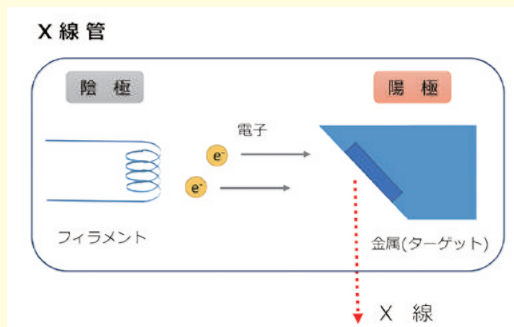 X線管
陰 極
陽 極
電子
e-
e-
フィラメント
金属(ターゲット)
X 線